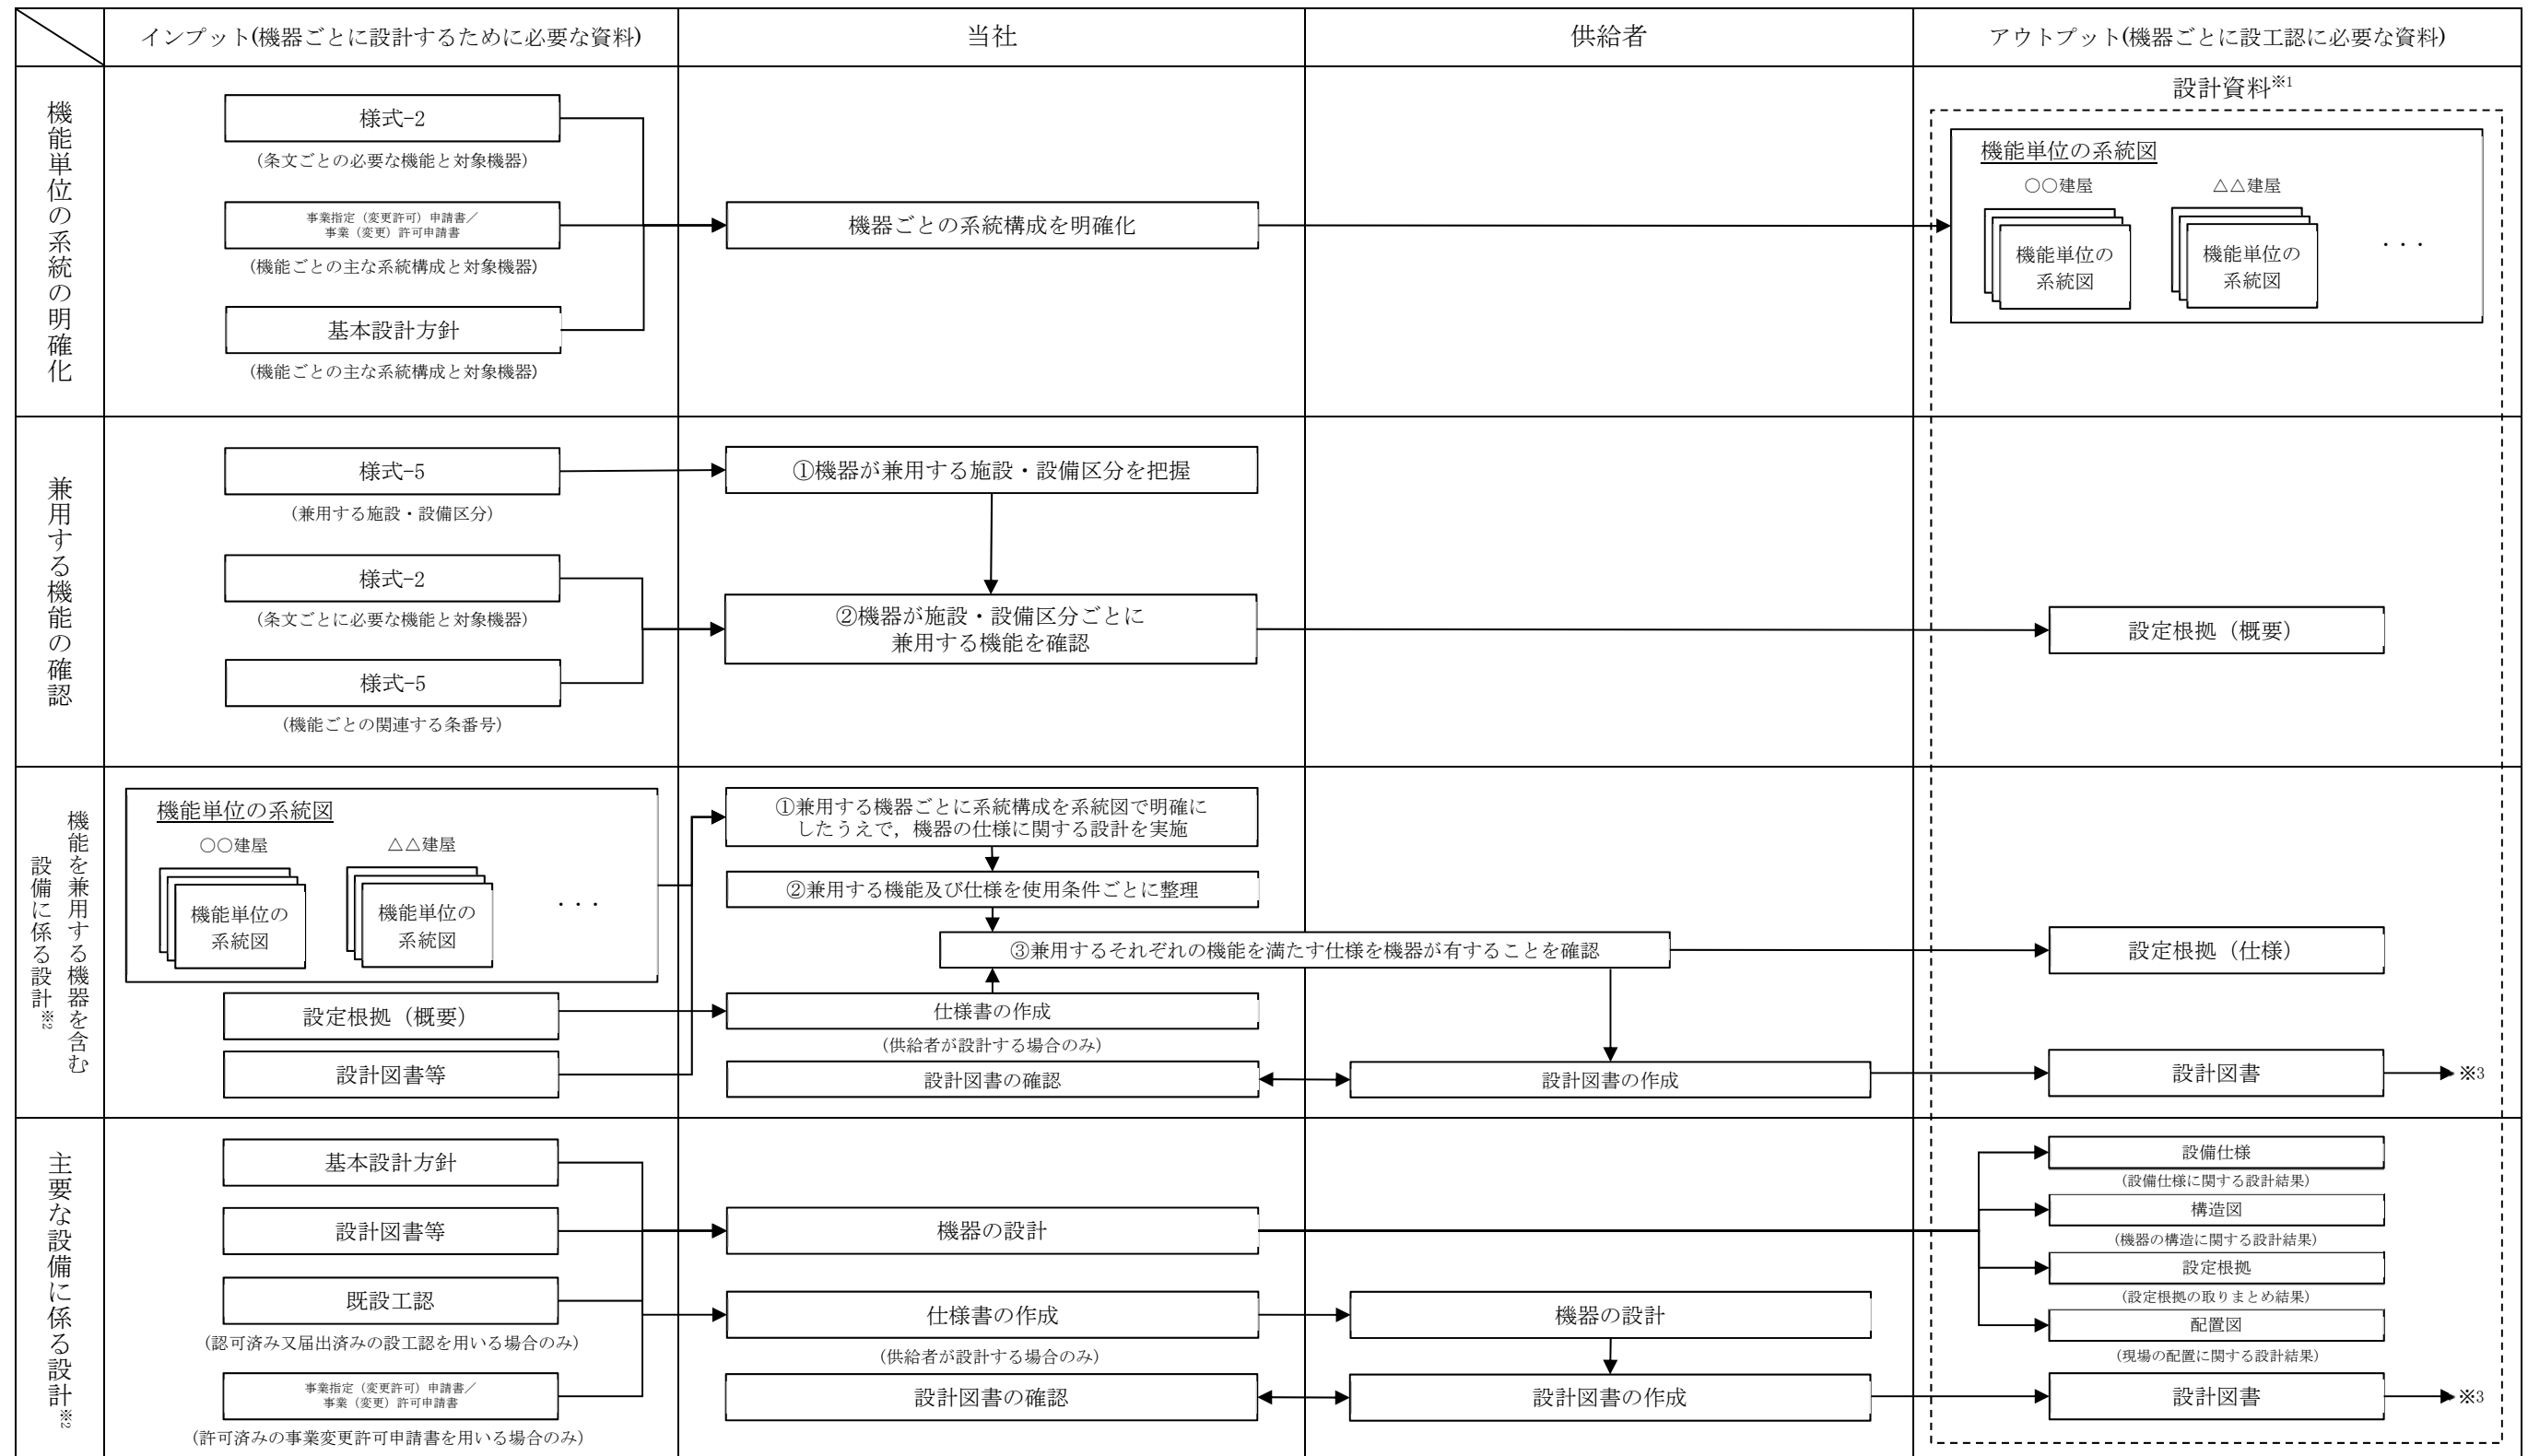 インプット(機器ごとに設計するために必要な資料)
当社
供給者
アウトプット(機器ごとに設工認に必要な資料)
機能単位の系統の明確化
様式-2
(条文ごとの必要な機能と対象機器)
事業指定（変更許可）申請書／
事業（変更）許可申請書
(機能ごとの主な系統構成と対象機器)
基本設計方針
(機能ごとの主な系統構成と対象機器)
機器ごとの系統構成を明確化
設計資料※1
機能単位の系統図
○○建屋
△△建屋
機能単位の
系統図
機能単位の
系統図
・・・
兼用する機能の確認
様式-5
(兼用する施設・設備区分)
様式-2
(条文ごとに必要な機能と対象機器)
様式-5
(機能ごとの関連する条番号)
①機器が兼用する施設・設備区分を把握
②機器が施設・設備区分ごとに
兼用する機能を確認
設定根拠（概要）
機能を兼用する機器を含む
設備に係る設計※2
機能単位の系統図
○○建屋
△△建屋
機能単位の
系統図
機能単位の
系統図
・・・
設定根拠（概要）
設計図書等
①兼用する機器ごとに系統構成を系統図で明確に
したうえで，機器の仕様に関する設計を実施
②兼用する機能及び仕様を使用条件ごとに整理
③兼用するそれぞれの機能を満たす仕様を機器が有することを確認
仕様書の作成
(供給者が設計する場合のみ)
設計図書の確認
設計図書の作成
設定根拠（仕様）
設計図書
※3
主要な設備に係る設計※2
基本設計方針
設計図書等
既設工認
(認可済み又届出済みの設工認を用いる場合のみ)
事業指定（変更許可）申請書／
事業（変更）許可申請書
(許可済みの事業変更許可申請書を用いる場合のみ)
機器の設計
仕様書の作成
(供給者が設計する場合のみ)
設計図書の確認
機器の設計
設計図書の作成
設備仕様
(設備仕様に関する設計結果)
構造図
(機器の構造に関する設計結果)
設定根拠
(設定根拠の取りまとめ結果)
配置図
(現場の配置に関する設計結果)
設計図書
※3